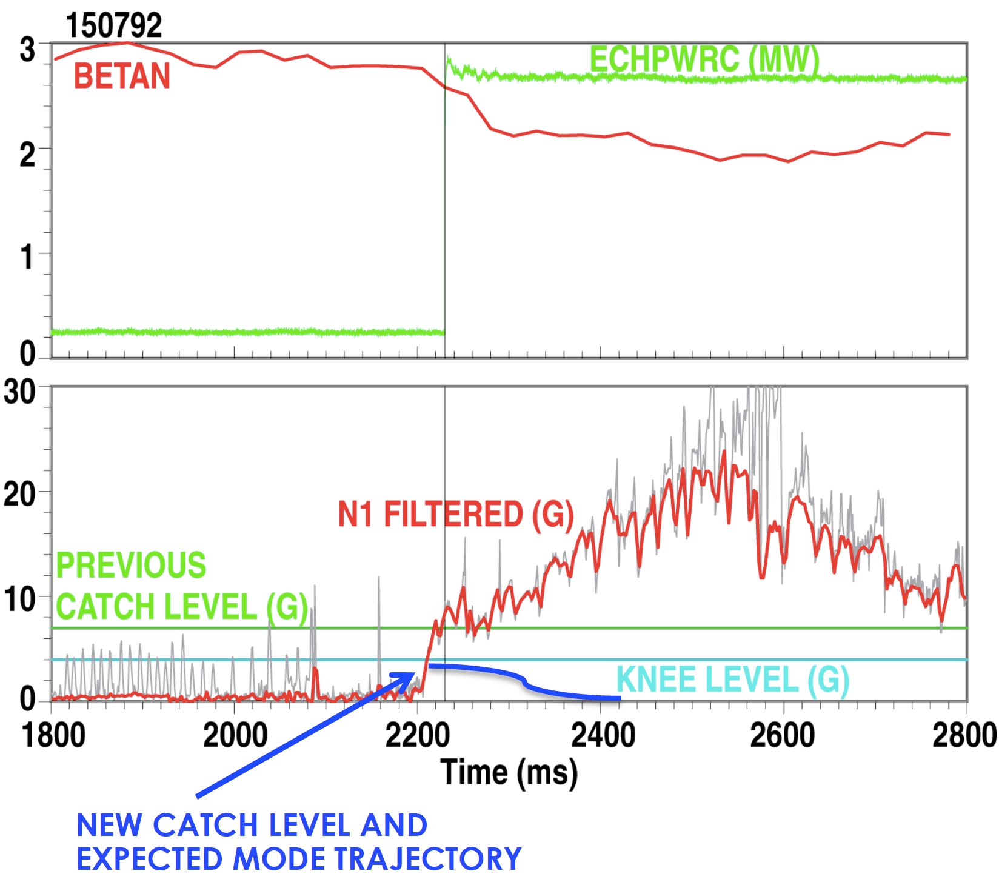 150792
3
BETAN
ECHPWRC (MW)
2
1
0
30
20
N1 FILTERED (G)
PREVIOUS
CATCH LEVEL (G)
10
KNEE LEVEL (G)
0
1800 2000 2200 2400 2600 2800
Time (ms)
NEW CATCH LEVEL AND
EXPECTED MODE TRAJECTORY